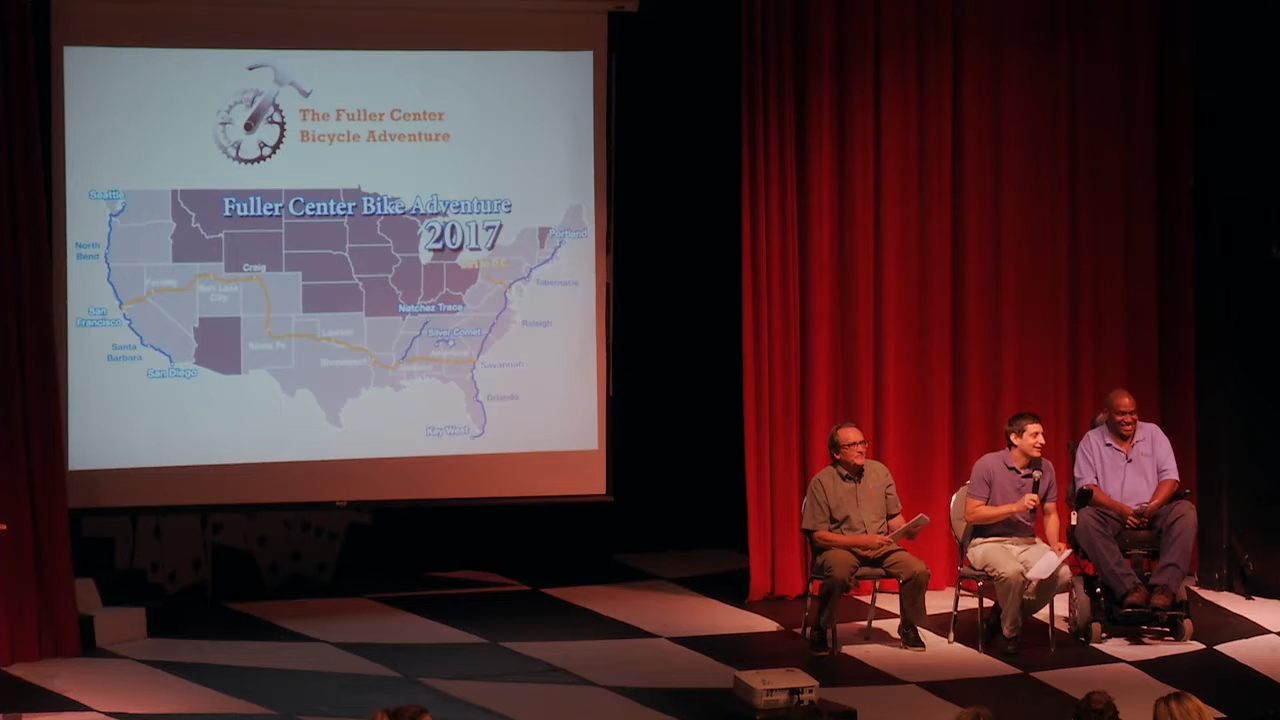 The Fuller Center
Bicycle Adventure
Fuller Center Bike Adventure
2017
Seattle
Portland
North
Bend
Craig
Tabernacle
Salt Lake
City
San
Francisco
Natchez Trace
Raleigh
Silver Comet
Santa
Barbara
Santa Fe
San Diego
Savannah
Orlando
Key West